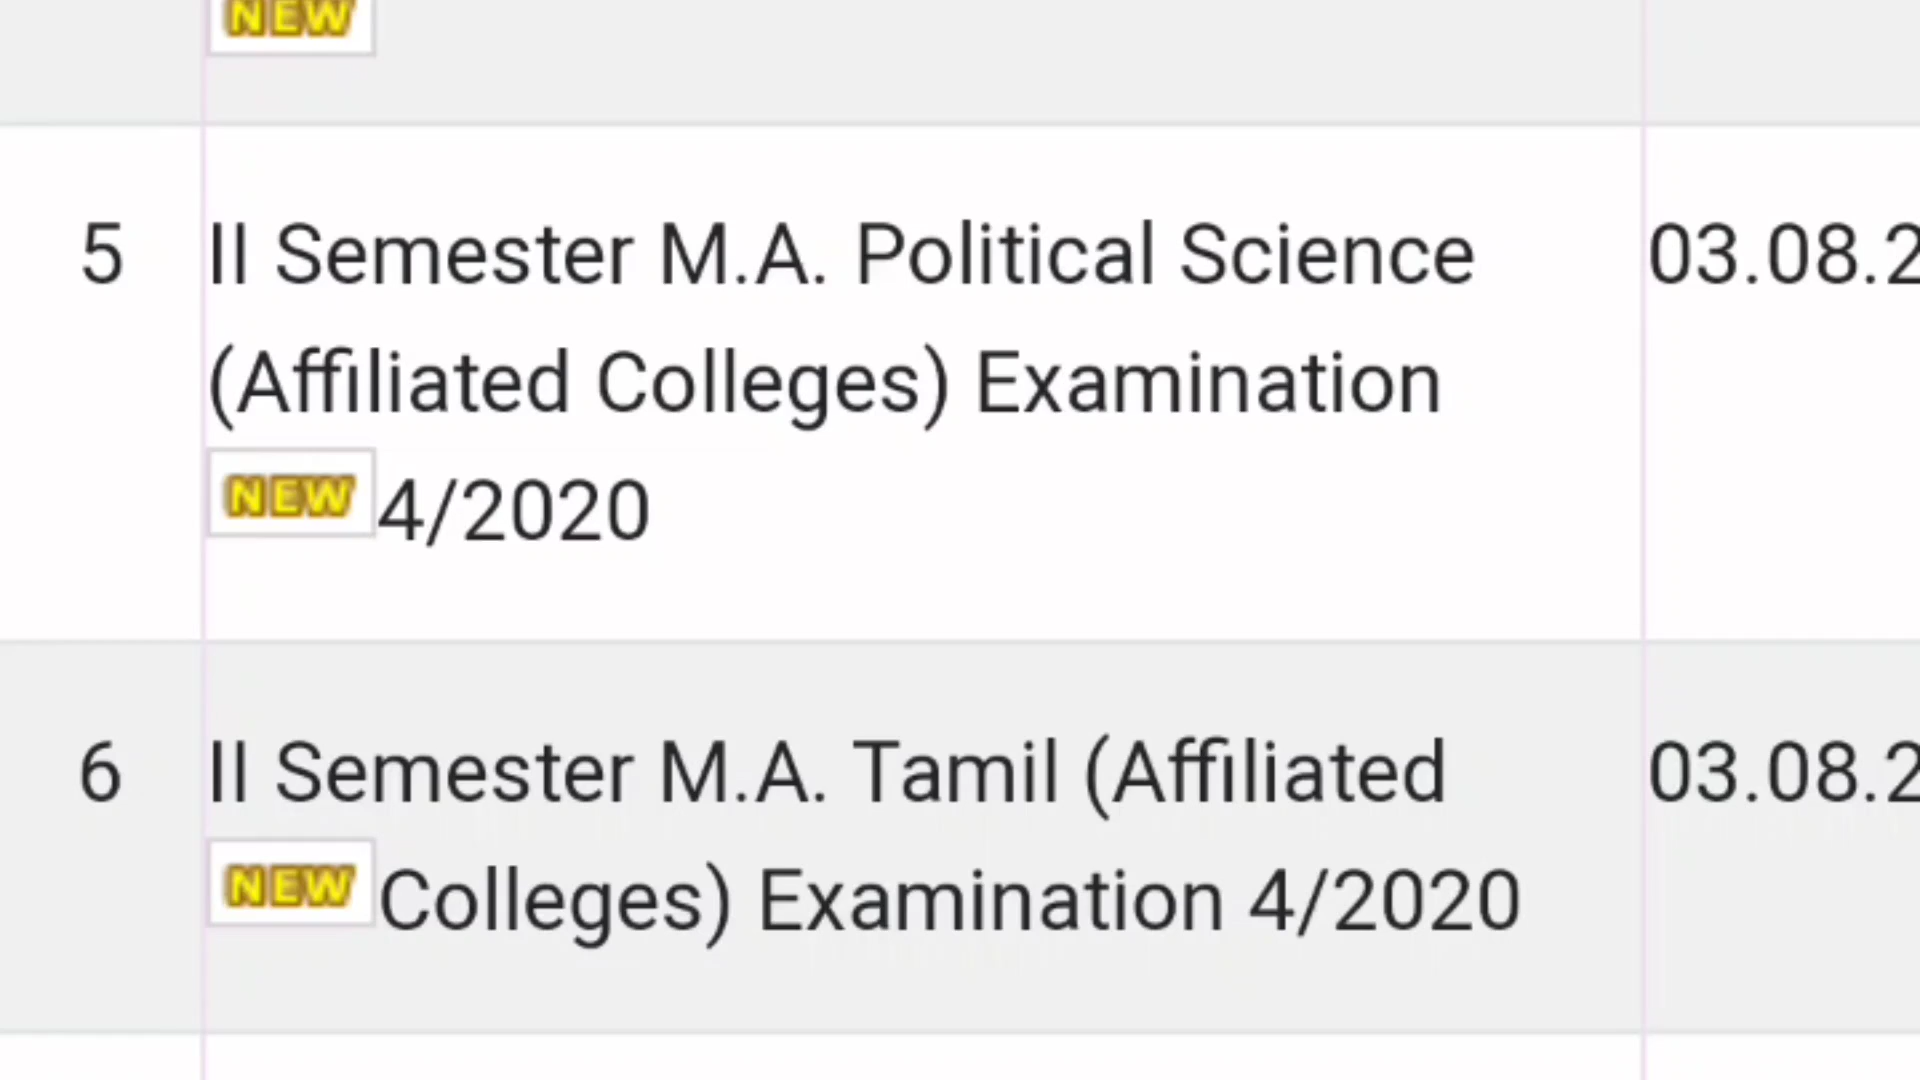 NEW
5 II Semester M.A. Political Science 03.08.2
(Affiliated Colleges) Examination
NEW 4/2020
6 II Semester M.A. Tamil (Affiliated 03.08.2
NEW Colleges) Examination 4/2020